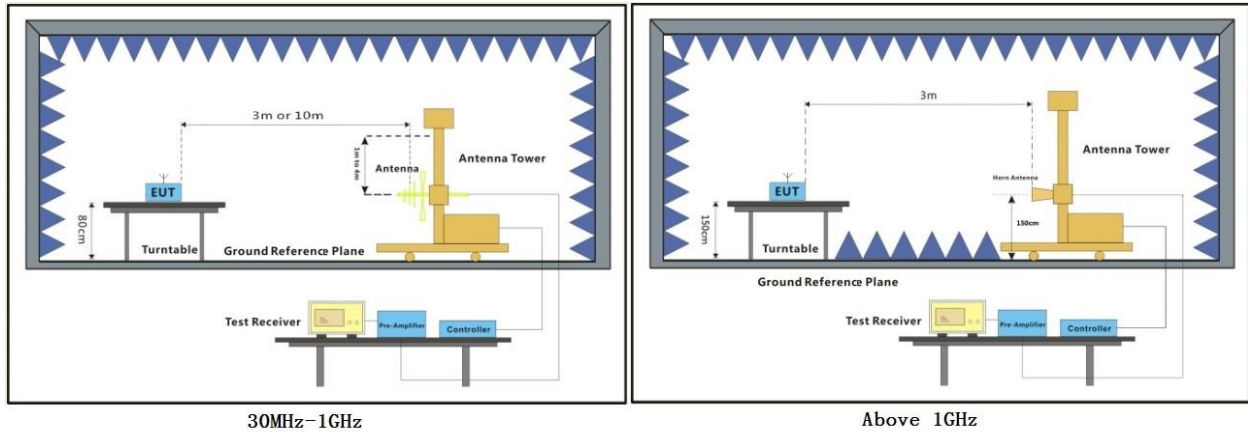 3m or 10m
1m to 4m
Antenna
Antenna Tower
EUT
80cm
Turntable
Ground Reference Plane
Test Receiver
Pre-Amplifier
Controller
30MHz-1GHz
3m
Antenna Tower
Horn Antenna
EUT
150cm
150cm
Turntable
Ground Reference Plane
Test Receiver
Pre-Amplifier
Controller
Above 1GHz